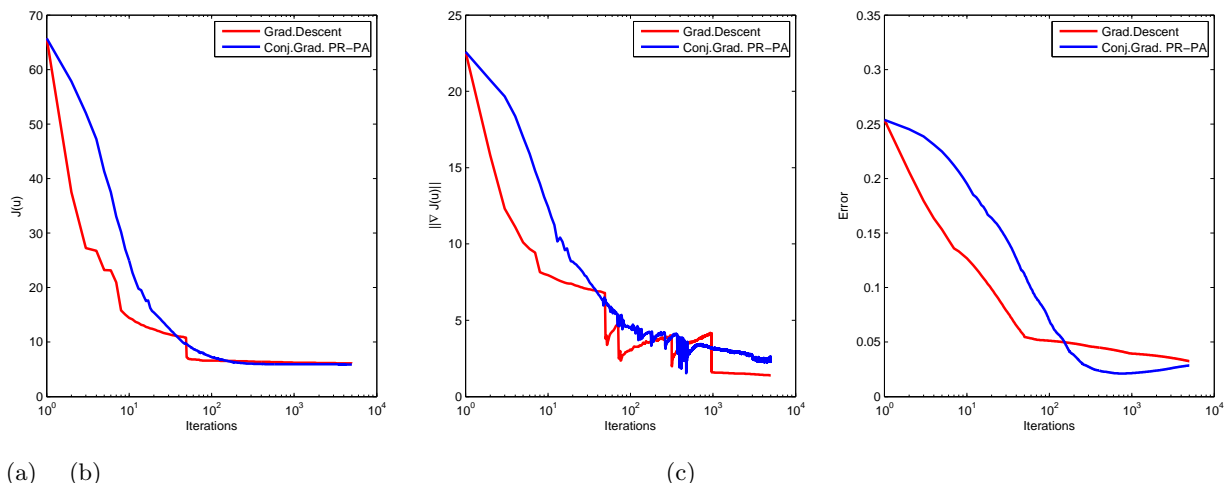 70
60
50
40
30
20
10
0
J(u)
10^0 10^1 10^2 10^3 10^4
Iterations
Grad.Descent
Conj.Grad. PR−PA
25
20
15
10
5
0
||∇ J(u)||
10^0 10^1 10^2 10^3 10^4
Iterations
Grad.Descent
Conj.Grad. PR−PA
0.35
0.3
0.25
0.2
0.15
0.1
0.05
0
Error
10^0 10^1 10^2 10^3 10^4
Iterations
Grad.Descent
Conj.Grad. PR−PA
(a) (b) (c)